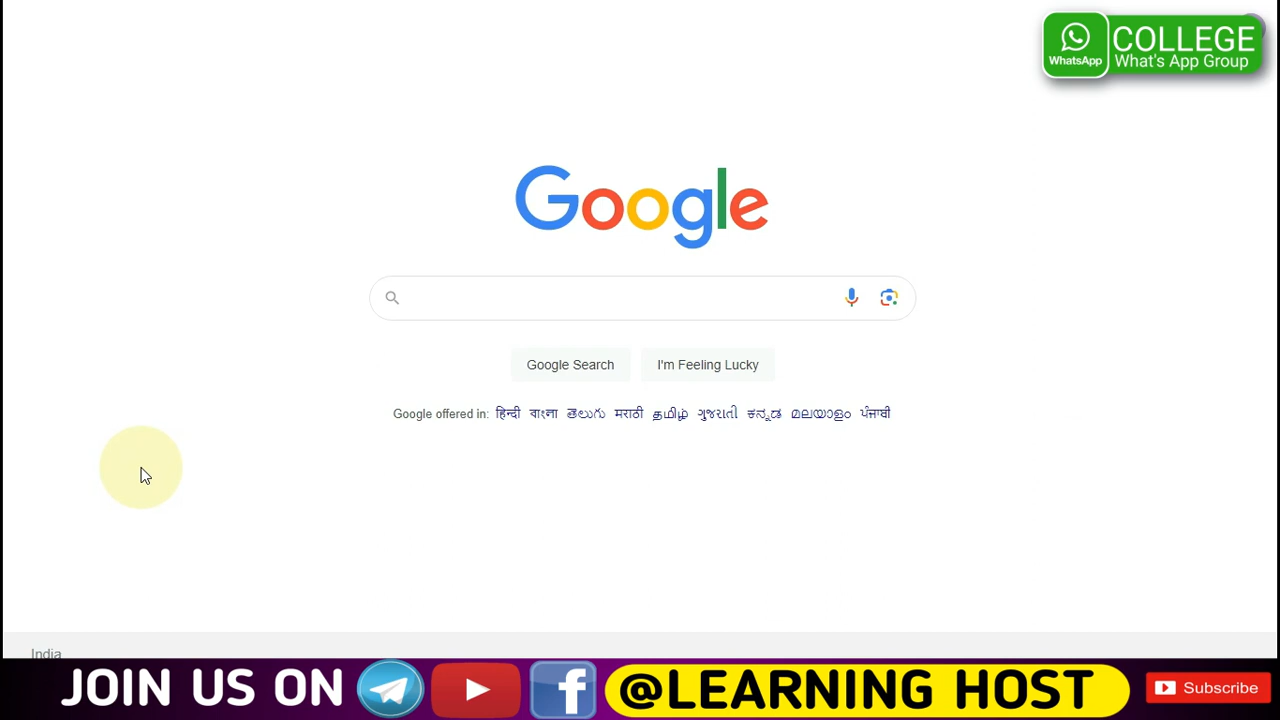 COLLEGE
WhatsApp What's App Group
Google
Google Search I'm Feeling Lucky
Google offered in: हिन्दी বাংলা తెలుగు मराठी தமிழ் ગુજરાતી ಕನ್ನಡ മലയാളം ਪੰਜਾਬੀ
India
JOIN US ON @LEARNING HOST Subscribe